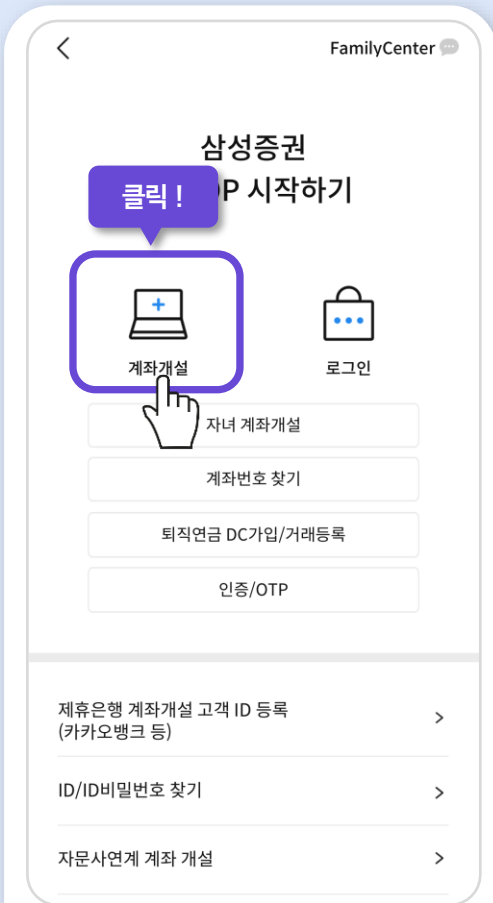 FamilyCenter
삼성증권
클릭 !
OP 시작하기
계좌개설
로그인
자녀 계좌개설
계좌번호 찾기
퇴직연금 DC가입/거래등록
인증/OTP
제휴은행 계좌개설 고객 ID 등록
(카카오뱅크 등)
ID/ID비밀번호 찾기
자문사연계 계좌 개설